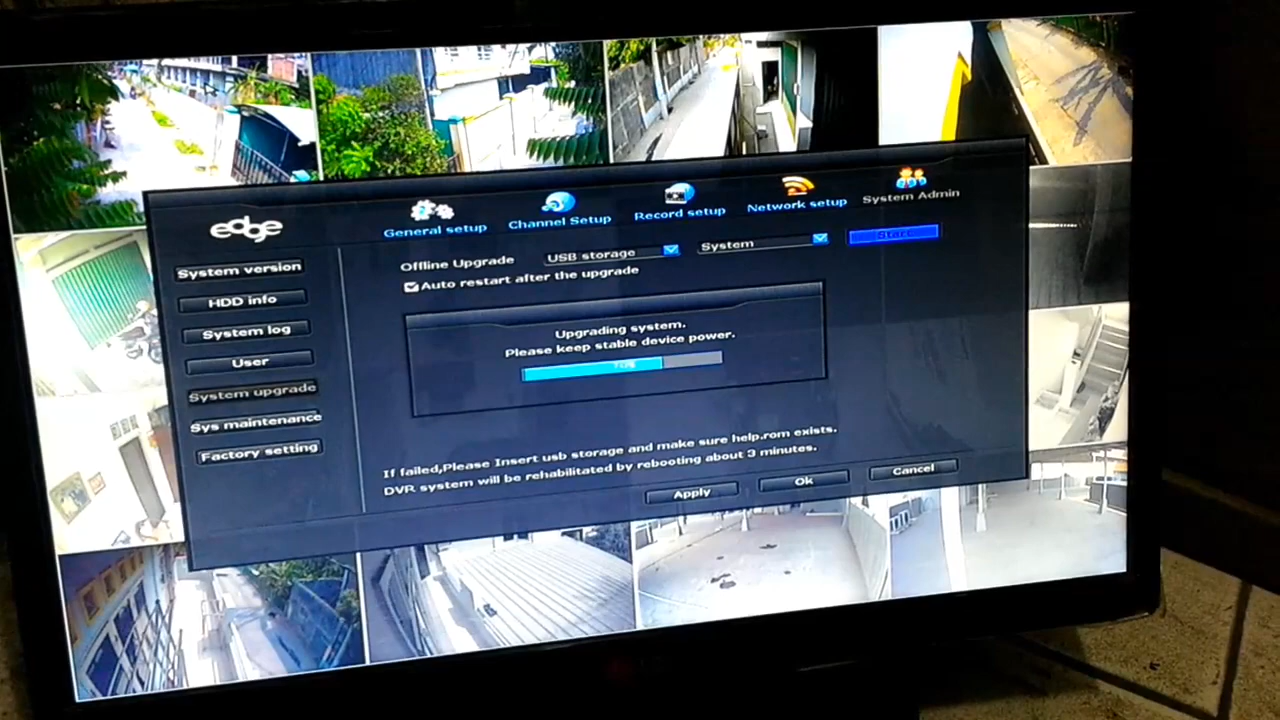 edge
General setup
Channel Setup
Record setup
Network setup
System Admin
System version
HDD info
System log
User
System upgrade
Sys maintenance
Factory setting
Offline Upgrade
USB storage
System
Start
Auto restart after the upgrade
Upgrading system.
Please keep stable device power.
70%
If failed,Please Insert usb storage and make sure help.rom exists.
DVR system will be rehabilitated by rebooting about 3 minutes.
Apply
Ok
Cancel